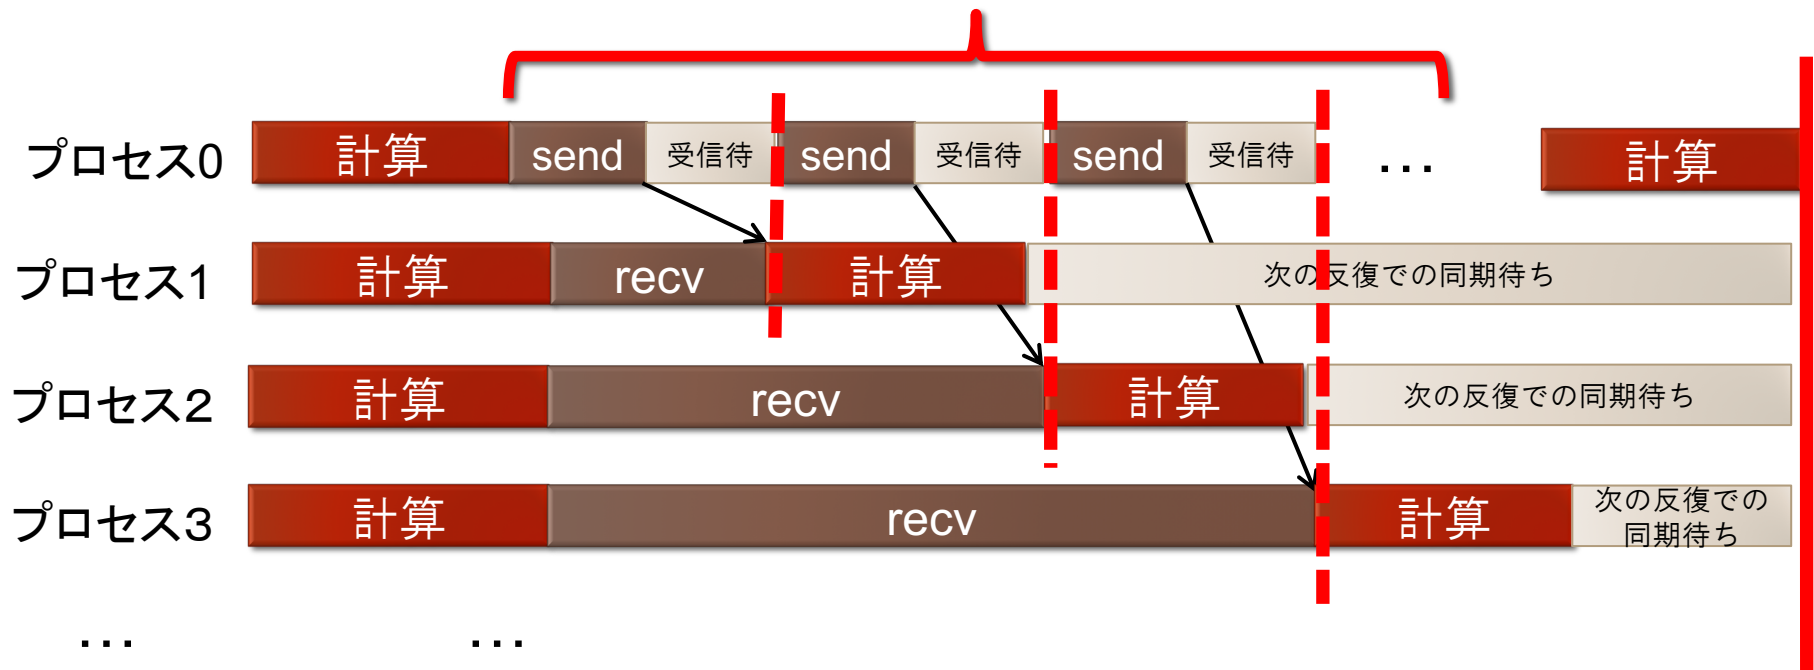 プロセス0 計算 send 受信待 send 受信待 send 受信待 … 計算
プロセス1 計算 recv 計算 次の反復での同期待ち
プロセス2 計算 recv 計算 次の反復での同期待ち
プロセス3 計算 recv 計算 次の反復での
同期待ち
… …